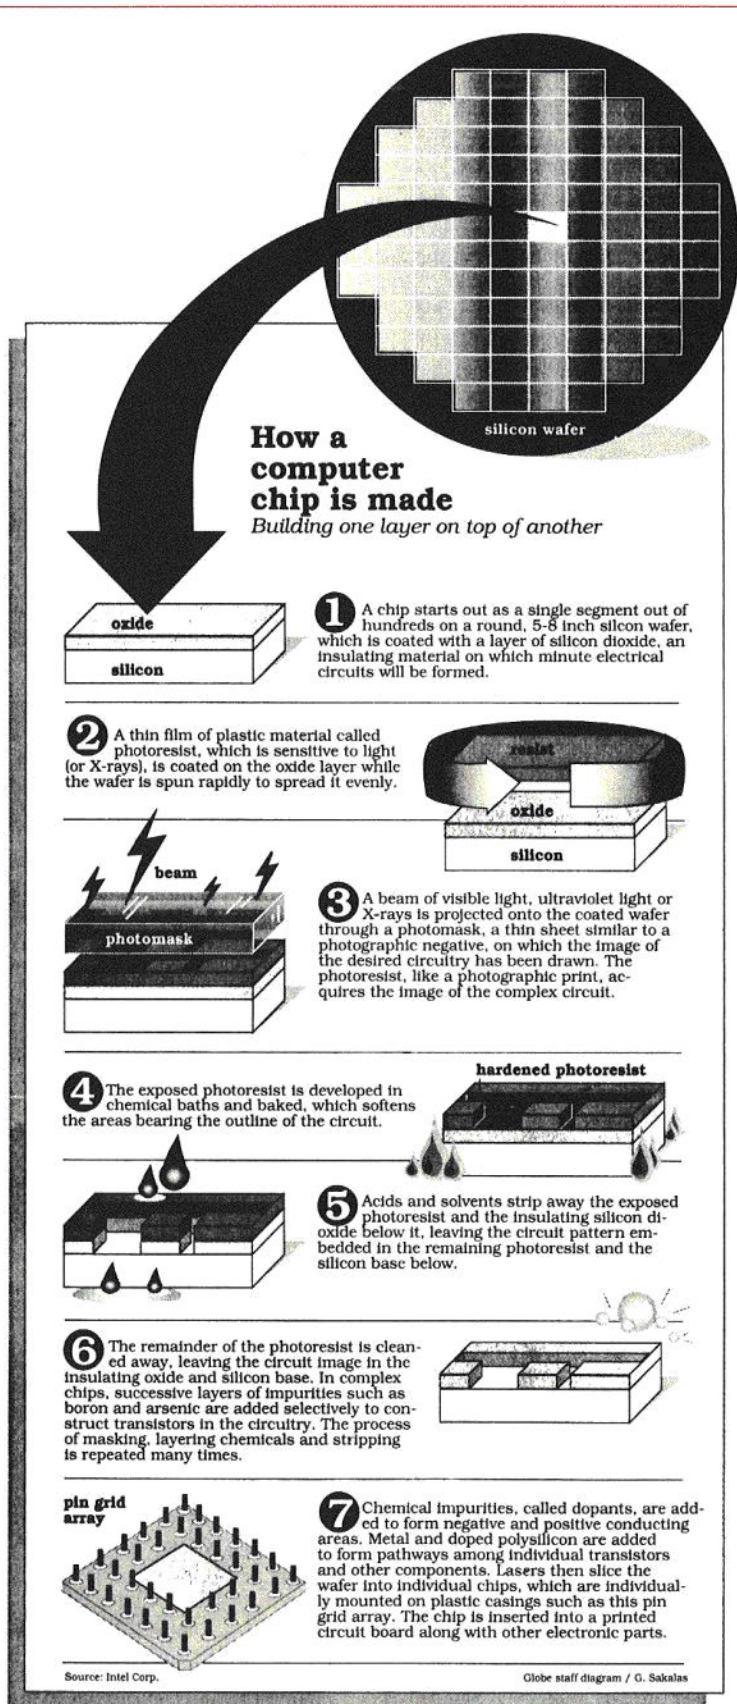 silicon wafer
How a
computer
chip is made
Building one layer on top of another
oxide
silicon
1 A chip starts out as a single segment out of
hundreds on a round, 5-8 inch silcon wafer,
which is coated with a layer of silicon dioxide, an
insulating material on which minute electrical
circuits will be formed.
2 A thin film of plastic material called
photoresist, which is sensitive to light
(or X-rays), is coated on the oxide layer while
the wafer is spun rapidly to spread it evenly.
resist
oxide
silicon
beam
photomask
3 A beam of visible light, ultraviolet light or
X-rays is projected onto the coated wafer
through a photomask, a thin sheet similar to a
photographic negative, on which the image of
the desired circuitry has been drawn. The
photoresist, like a photographic print, ac-
quires the image of the complex circuit.
4 The exposed photoresist is developed in
chemical baths and baked, which softens
the areas bearing the outline of the circuit.
hardened photoresist
5 Acids and solvents strip away the exposed
photoresist and the insulating silicon di-
oxide below it, leaving the circuit pattern em-
bedded in the remaining photoresist and the
silicon base below.
6 The remainder of the photoresist is clean-
ed away, leaving the circuit image in the
insulating oxide and silicon base. In complex
chips, successive layers of impurities such as
boron and arsenic are added selectively to con-
struct transistors in the circuitry. The process
of masking, layering chemicals and stripping
is repeated many times.
pin grid
array
7 Chemical impurities, called dopants, are add-
ed to form negative and positive conducting
areas. Metal and doped polysilicon are added
to form pathways among individual transistors
and other components. Lasers then slice the
wafer into individual chips, which are individual-
ly mounted on plastic casings such as this pin
grid array. The chip is inserted into a printed
circuit board along with other electronic parts.
Source: Intel Corp.
Globe staff diagram / G. Sakalas